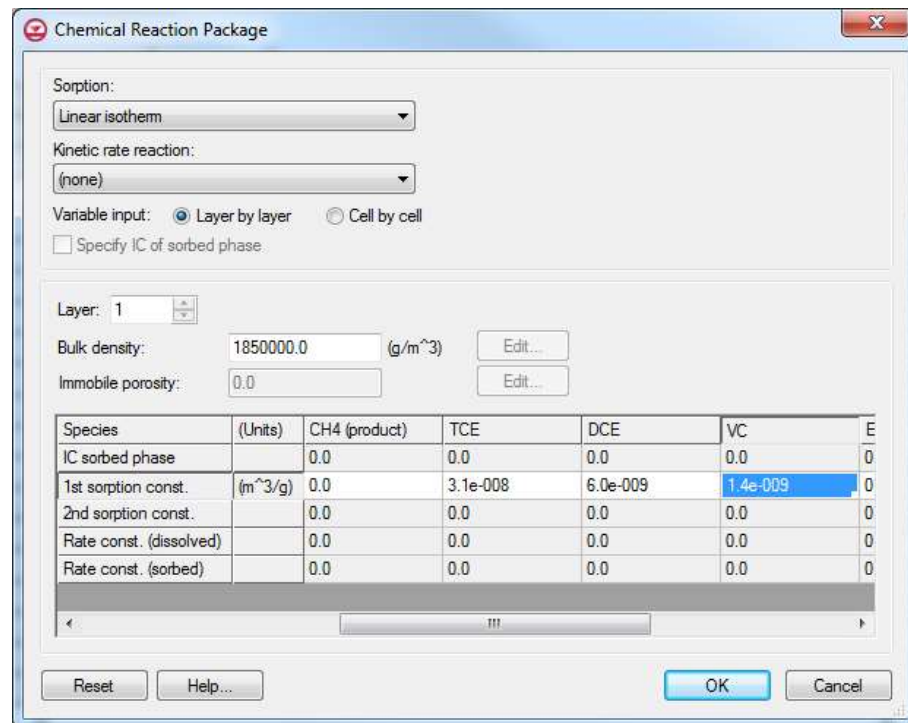 Chemical Reaction Package
Sorption:
Linear isotherm
Kinetic rate reaction:
(none)
Variable input: Layer by layer Cell by cell
Specify IC of sorbed phase
Layer: 1
Bulk density: 1850000.0 (g/m^3) Edit...
Immobile porosity: 0.0 Edit...
Species (Units) CH4 (product) TCE DCE VC E
IC sorbed phase 0.0 0.0 0.0 0.0 0
1st sorption const. (m^3/g) 0.0 3.1e-008 6.0e-009 1.4e-009 0
2nd sorption const. 0.0 0.0 0.0 0.0 0
Rate const. (dissolved) 0.0 0.0 0.0 0.0 0
Rate const. (sorbed) 0.0 0.0 0.0 0.0 0
Reset Help... OK Cancel